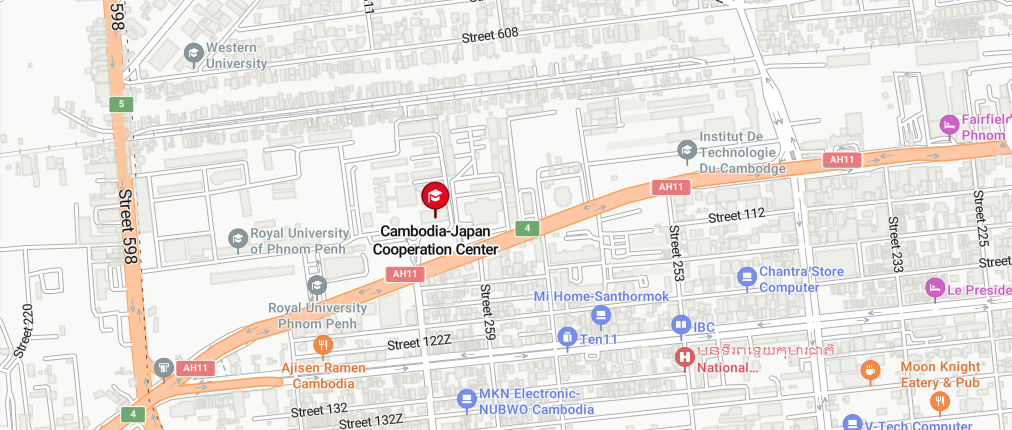 598
11
Street 608
Western
University
5
Institut De
Technologie
Du Cambodge
Fairfield
Phnom
AH11
AH11
Street 598
Cambodia-Japan
Cooperation Center
4
Street 112
Street 253
Street 233
Street 225
Royal University
of Phnom Penh
AH11
Chantra Store
Computer
Street
Le Preside
Mi Home-Santhormok
Royal University
Phnom Penh
Street 259
Street 220
IBC
Ten11
Street 122Z
National...
AH11
Ajisen Ramen
Cambodia
Moon Knight
Eatery & Pub
MKN Electronic-
NUBWO Cambodia
4
Street 132
Street 132Z
V-Tech Computer